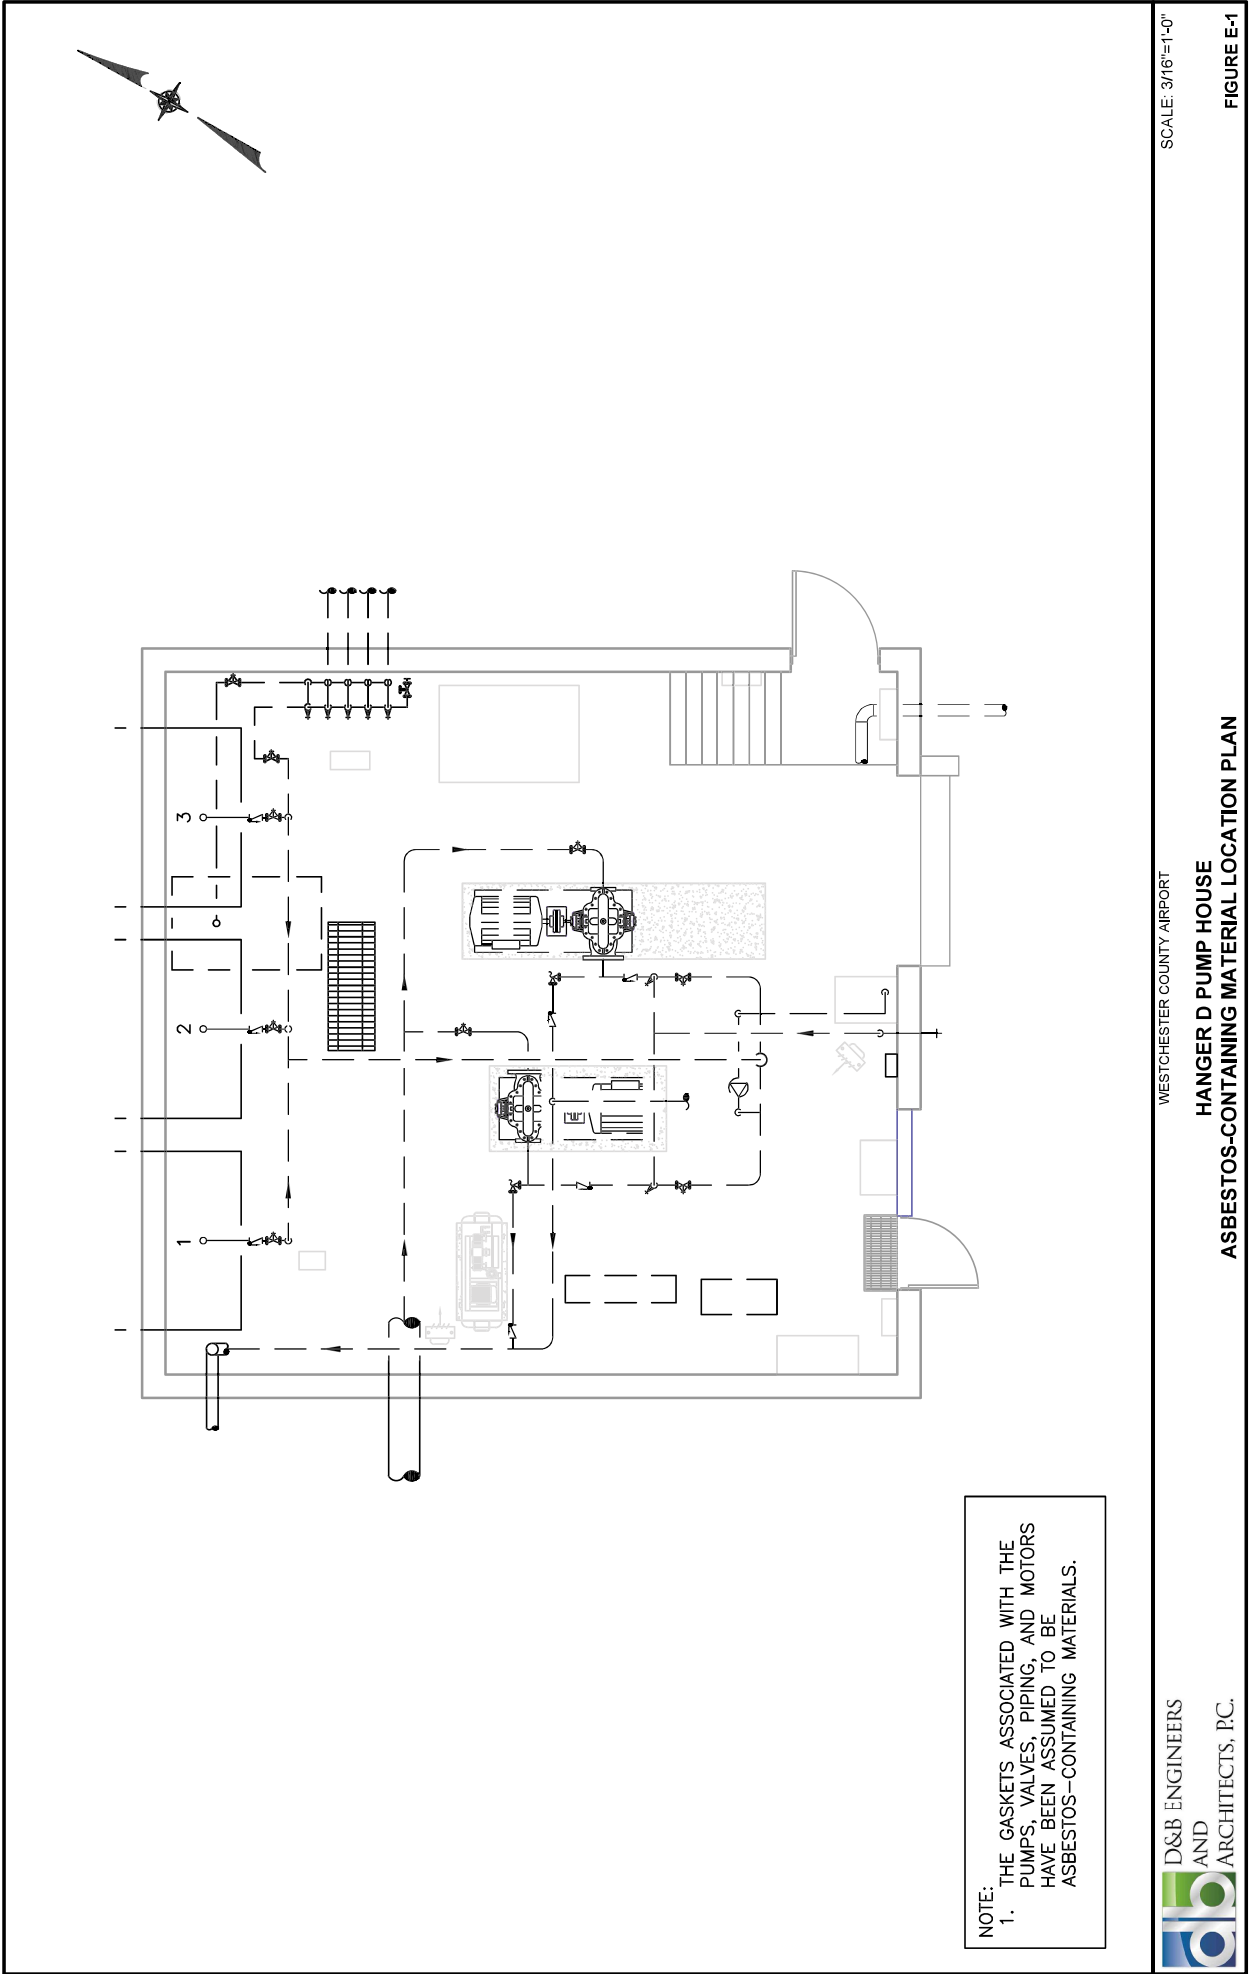 3
2
1
NOTE:
1. THE GASKETS ASSOCIATED WITH THE
PUMPS, VALVES, PIPING, AND MOTORS
HAVE BEEN ASSUMED TO BE
ASBESTOS-CONTAINING MATERIALS.
db
D&B ENGINEERS
AND
ARCHITECTS, P.C.
WESTCHESTER COUNTY AIRPORT
HANGER D PUMP HOUSE
ASBESTOS-CONTAINING MATERIAL LOCATION PLAN
SCALE: 3/16"=1'-0"
FIGURE E-1